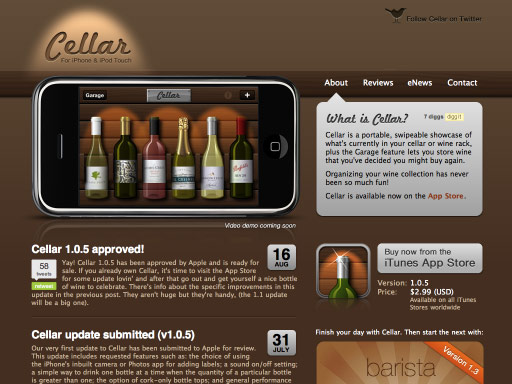 Follow Cellar on Twitter
Cellar
For iPhone & iPod Touch
About Reviews eNews Contact
Garage Cellar +
What is Cellar?
7 diggs digg it
Cellar is a portable, swipeable showcase of
what's currently in your cellar or wine rack,
plus the Garage feature lets you store wine
that you've decided you might buy again.
Organizing your wine collection has never
been so much fun!
Cellar is available now on the App Store.
Video demo coming soon
Cellar 1.0.5 approved!
16
AUG
58
tweets
retweet
Yay! Cellar 1.0.5 has been approved by Apple and is ready for
sale. If you already own Cellar, it's time to visit the App Store
for some update lovin' and after that go out and get yourself a nice bottle
of wine to celebrate. There's info about the specific improvements in this
update in the previous post. They aren't huge but they're handy, (the 1.1 update
will be a big one).
Buy now from the
iTunes App Store
Version: 1.0.5
Price: $2.99 (USD)
Available on all iTunes
Stores worldwide
Cellar update submitted (v1.0.5)
31
JULY
Our very first update to Cellar has been submitted to Apple for review.
This update includes requested features such as: the choice of using
the iPhone's inbuilt camera or Photos app for adding labels; a sound on/off setting;
a simple way to drink one bottle at a time when the quantity of a particular bottle
is greater than one; the option of cork-only bottle tops; and general performance
Finish your day with Cellar. Then start the next with:
barista
Version 1.3